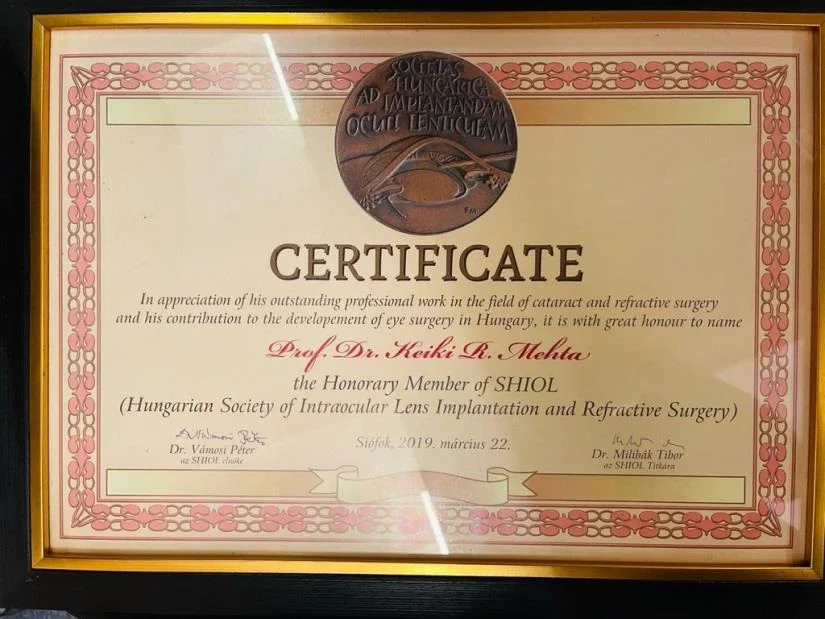 SOCIETAS
HUNGARICA
AD IMPLANTANDAM
OCULI LENTICULAM
FM
CERTIFICATE
In appreciation of his outstanding professional work in the field of cataract and refractive surgery
and his contribution to the developement of eye surgery in Hungary, it is with great honour to name
Prof. Dr. Keiki R. Mehta
the Honorary Member of SHIOL
(Hungarian Society of Intraocular Lens Implantation and Refractive Surgery)
Siófok, 2019. március 22.
Dr. Vámosi Péter
az SHIOL elnöke
Dr. Milibák Tibor
az SHIOL Titkára